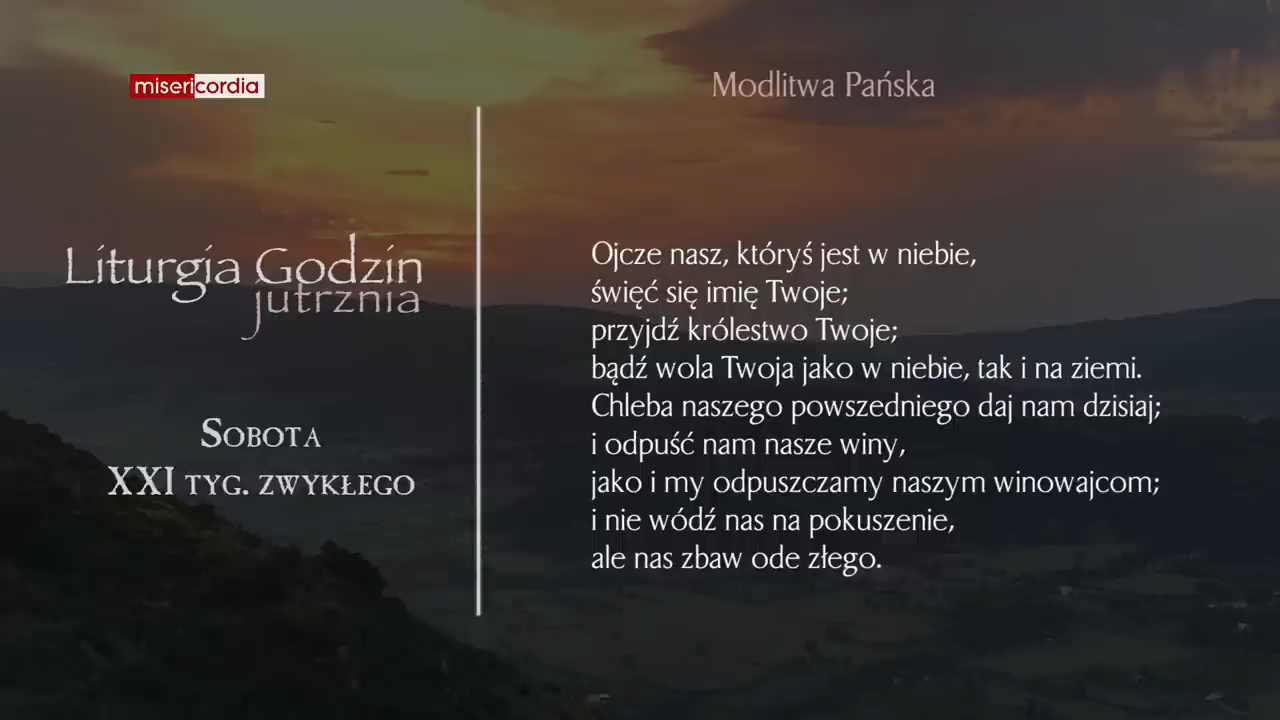 misericordia
Liturgia Godzin
jutrznia
Sobota
XXI tyg. zwykłego
Modlitwa Pańska
Ojcze nasz, któryś jest w niebie,
święć się imię Twoje;
przyjdź królestwo Twoje;
bądź wola Twoja jako w niebie, tak i na ziemi.
Chleba naszego powszedniego daj nam dzisiaj;
i odpuść nam nasze winy,
jako i my odpuszczamy naszym winowajcom;
i nie wódź nas na pokuszenie,
ale nas zbaw ode złego.